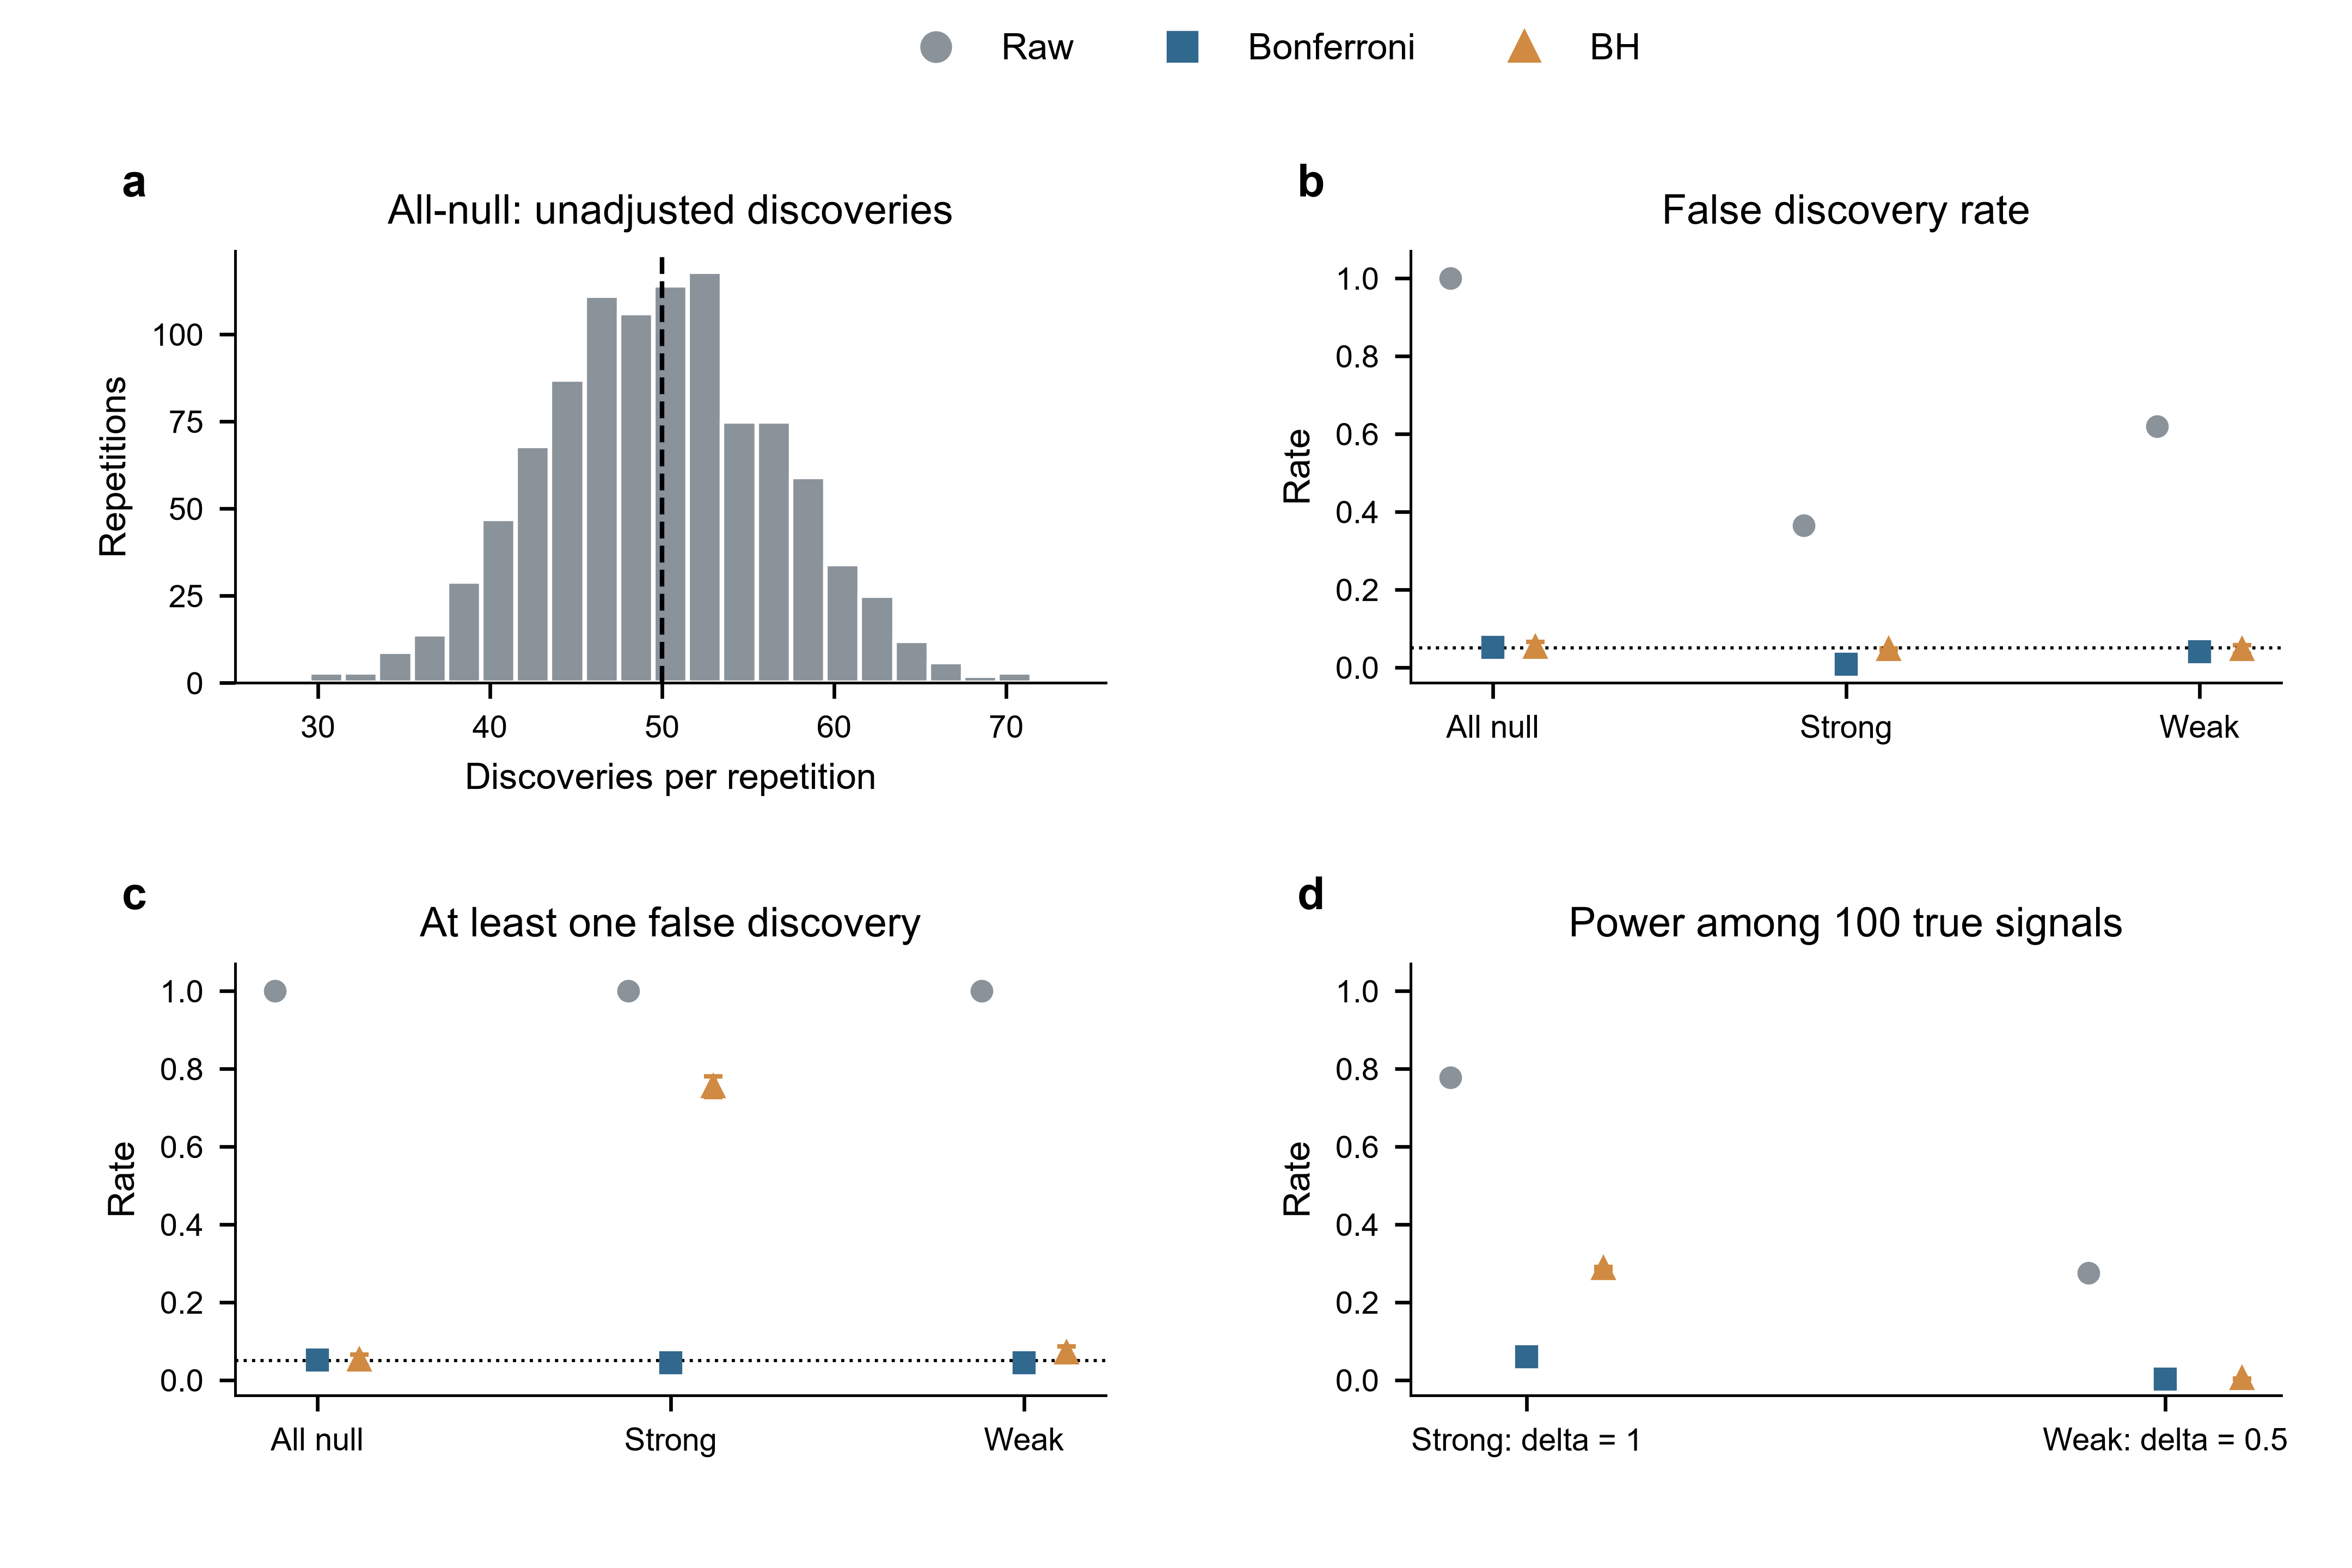 Raw Bonferroni BH
a
All-null: unadjusted discoveries
100
75
50
25
0
Repetitions
30 40 50 60 70
Discoveries per repetition
b
False discovery rate
1.0
0.8
0.6
0.4
0.2
0.0
Rate
All null Strong Weak
c
At least one false discovery
1.0
0.8
0.6
0.4
0.2
0.0
Rate
All null Strong Weak
d
Power among 100 true signals
1.0
0.8
0.6
0.4
0.2
0.0
Rate
Strong: delta = 1 Weak: delta = 0.5